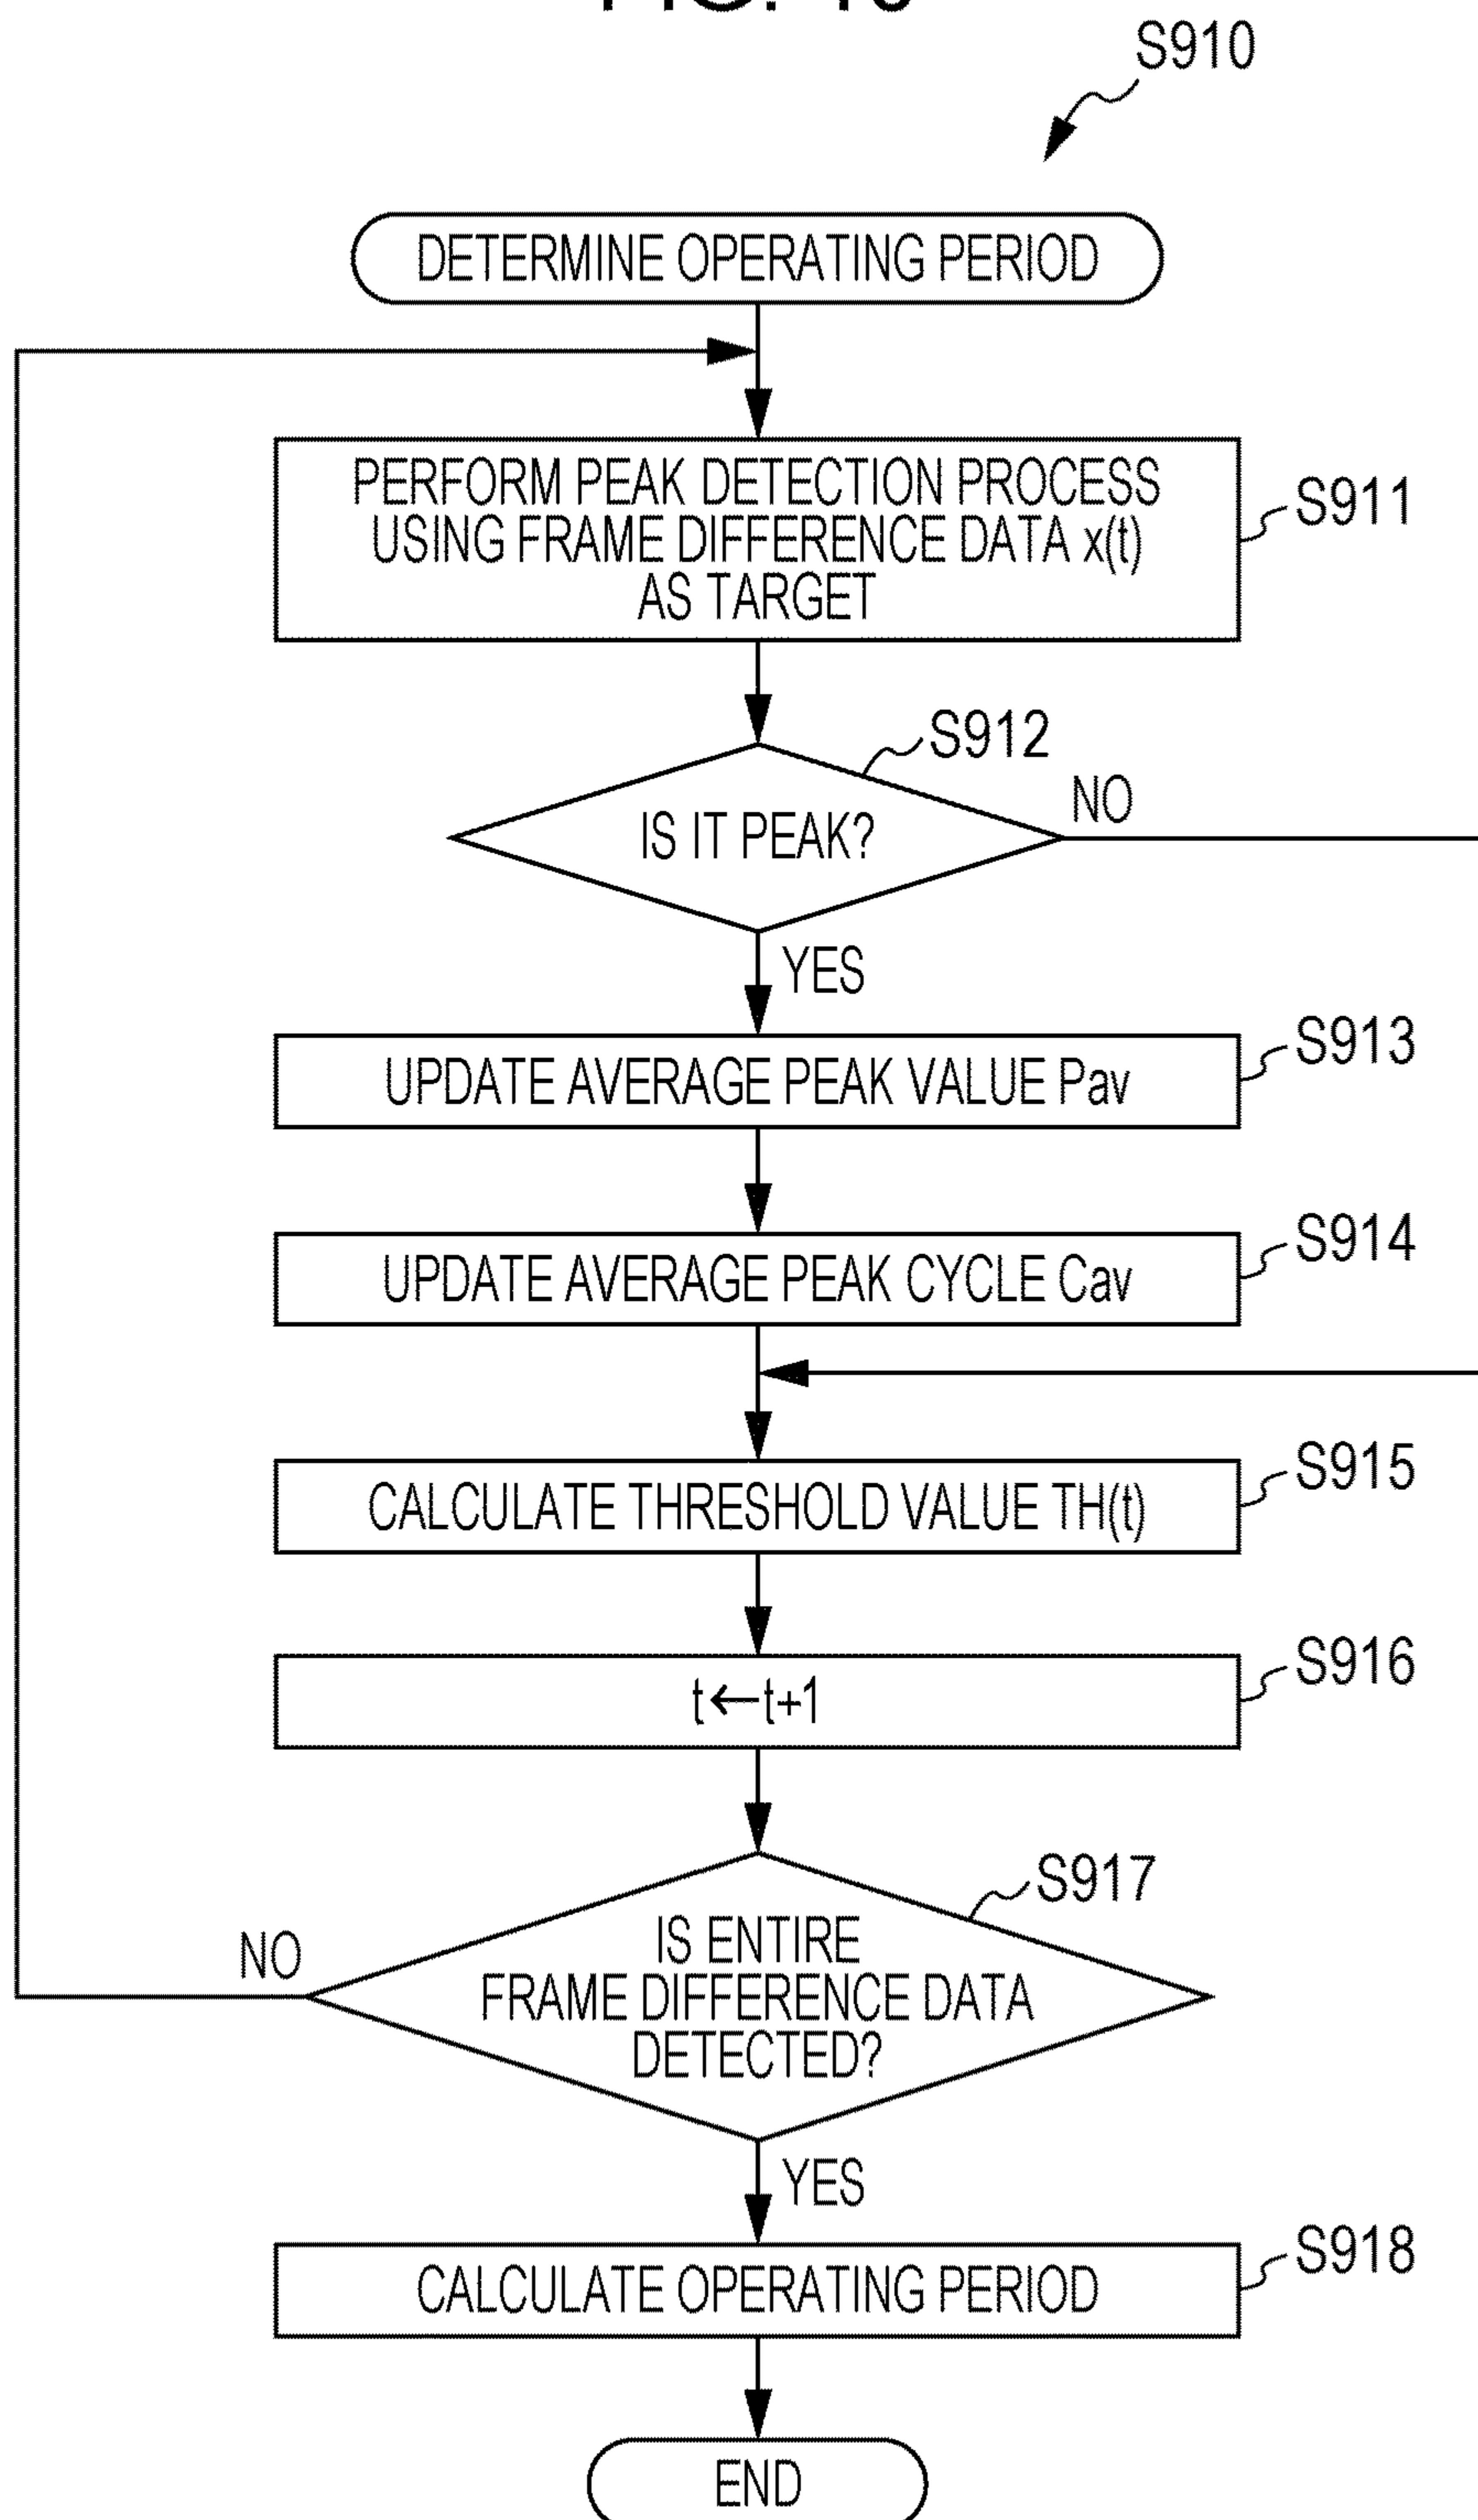 S910
DETERMINE OPERATING PERIOD
PERFORM PEAK DETECTION PROCESS
USING FRAME DIFFERENCE DATA x(t)
AS TARGET
S911
S912
IS IT PEAK?
NO
YES
UPDATE AVERAGE PEAK VALUE Pav
S913
UPDATE AVERAGE PEAK CYCLE Cav
S914
CALCULATE THRESHOLD VALUE TH(t)
S915
t←t+1
S916
S917
IS ENTIRE
FRAME DIFFERENCE DATA
DETECTED?
NO
YES
CALCULATE OPERATING PERIOD
S918
END